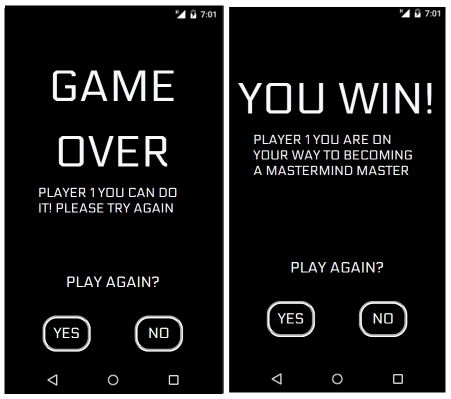 7:01
GAME
OVER
PLAYER 1 YOU CAN DO
IT! PLEASE TRY AGAIN
PLAY AGAIN?
YES
NO
7:01
YOU WIN!
PLAYER 1 YOU ARE ON
YOUR WAY TO BECOMING
A MASTERMIND MASTER
PLAY AGAIN?
YES
NO